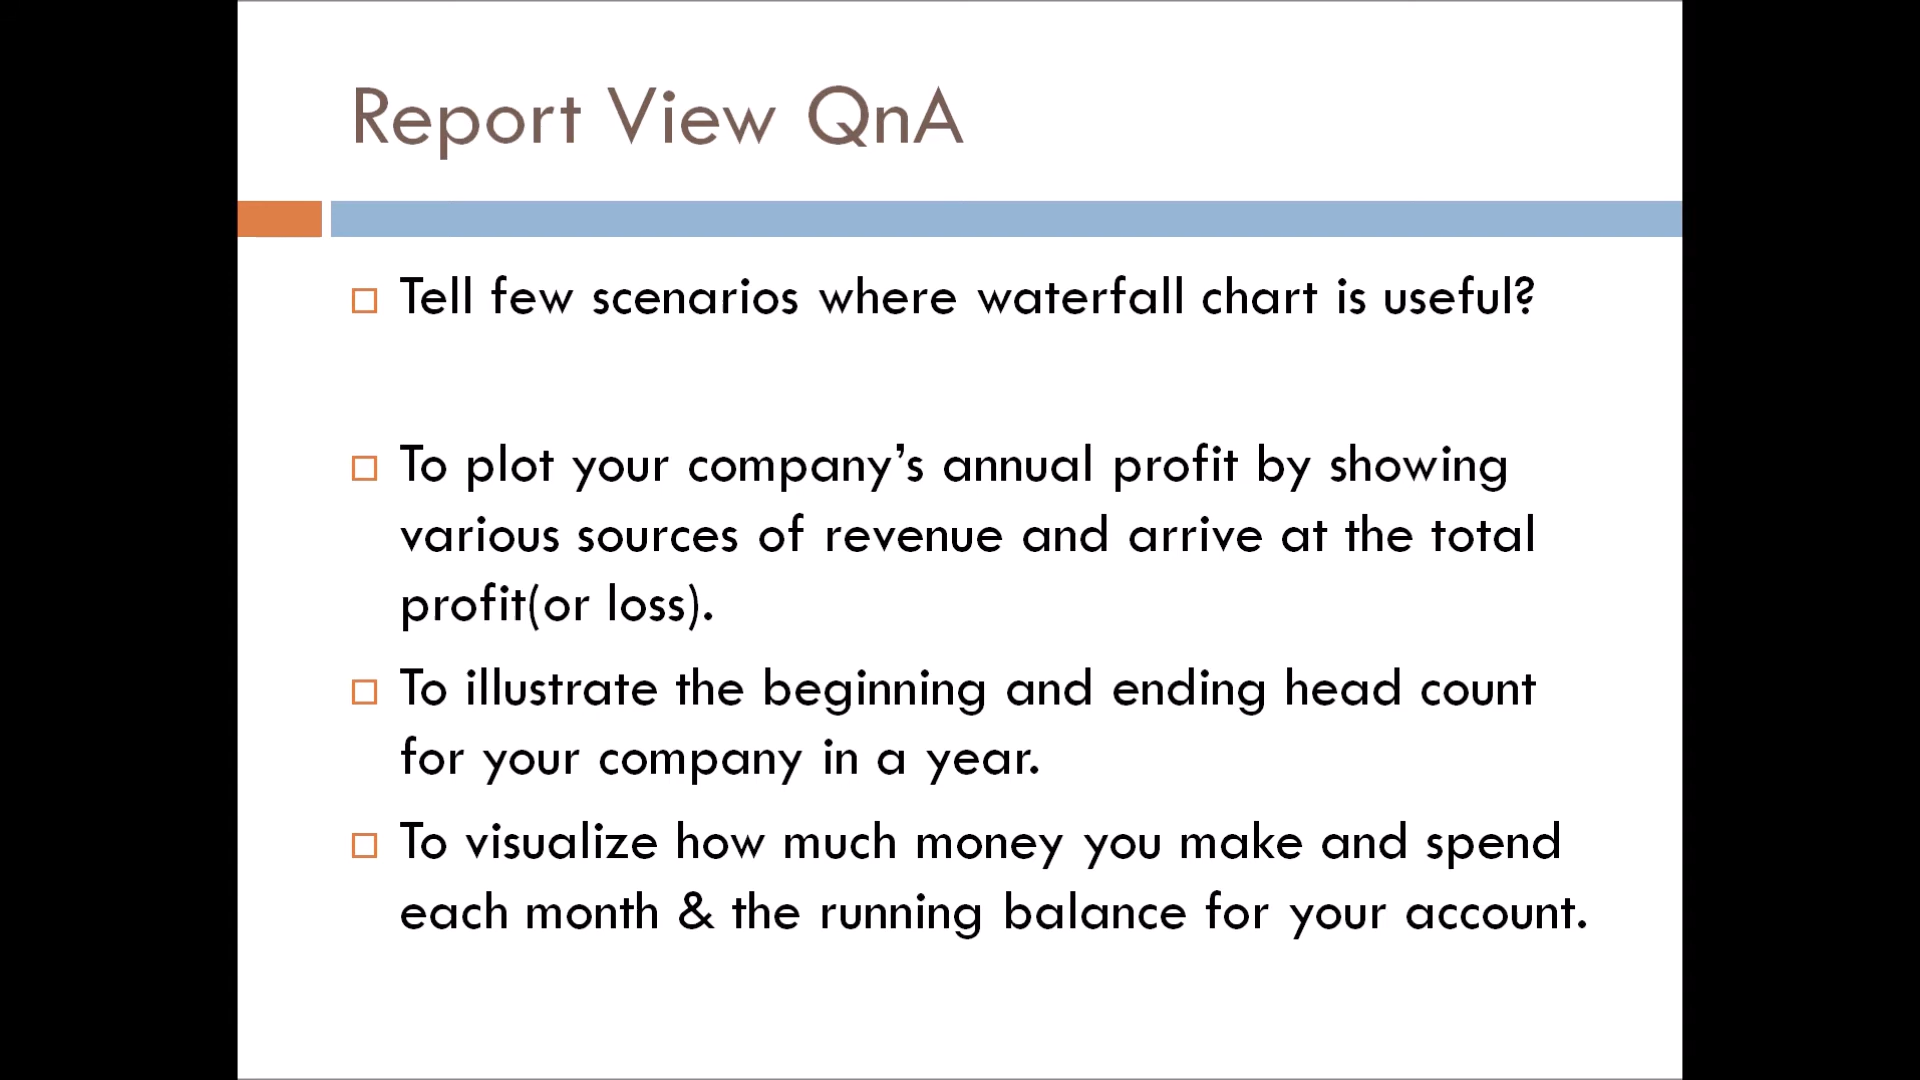 Report View QnA
Tell few scenarios where waterfall chart is useful?
To plot your company’s annual profit by showing
various sources of revenue and arrive at the total
profit(or loss).
To illustrate the beginning and ending head count
for your company in a year.
To visualize how much money you make and spend
each month & the running balance for your account.